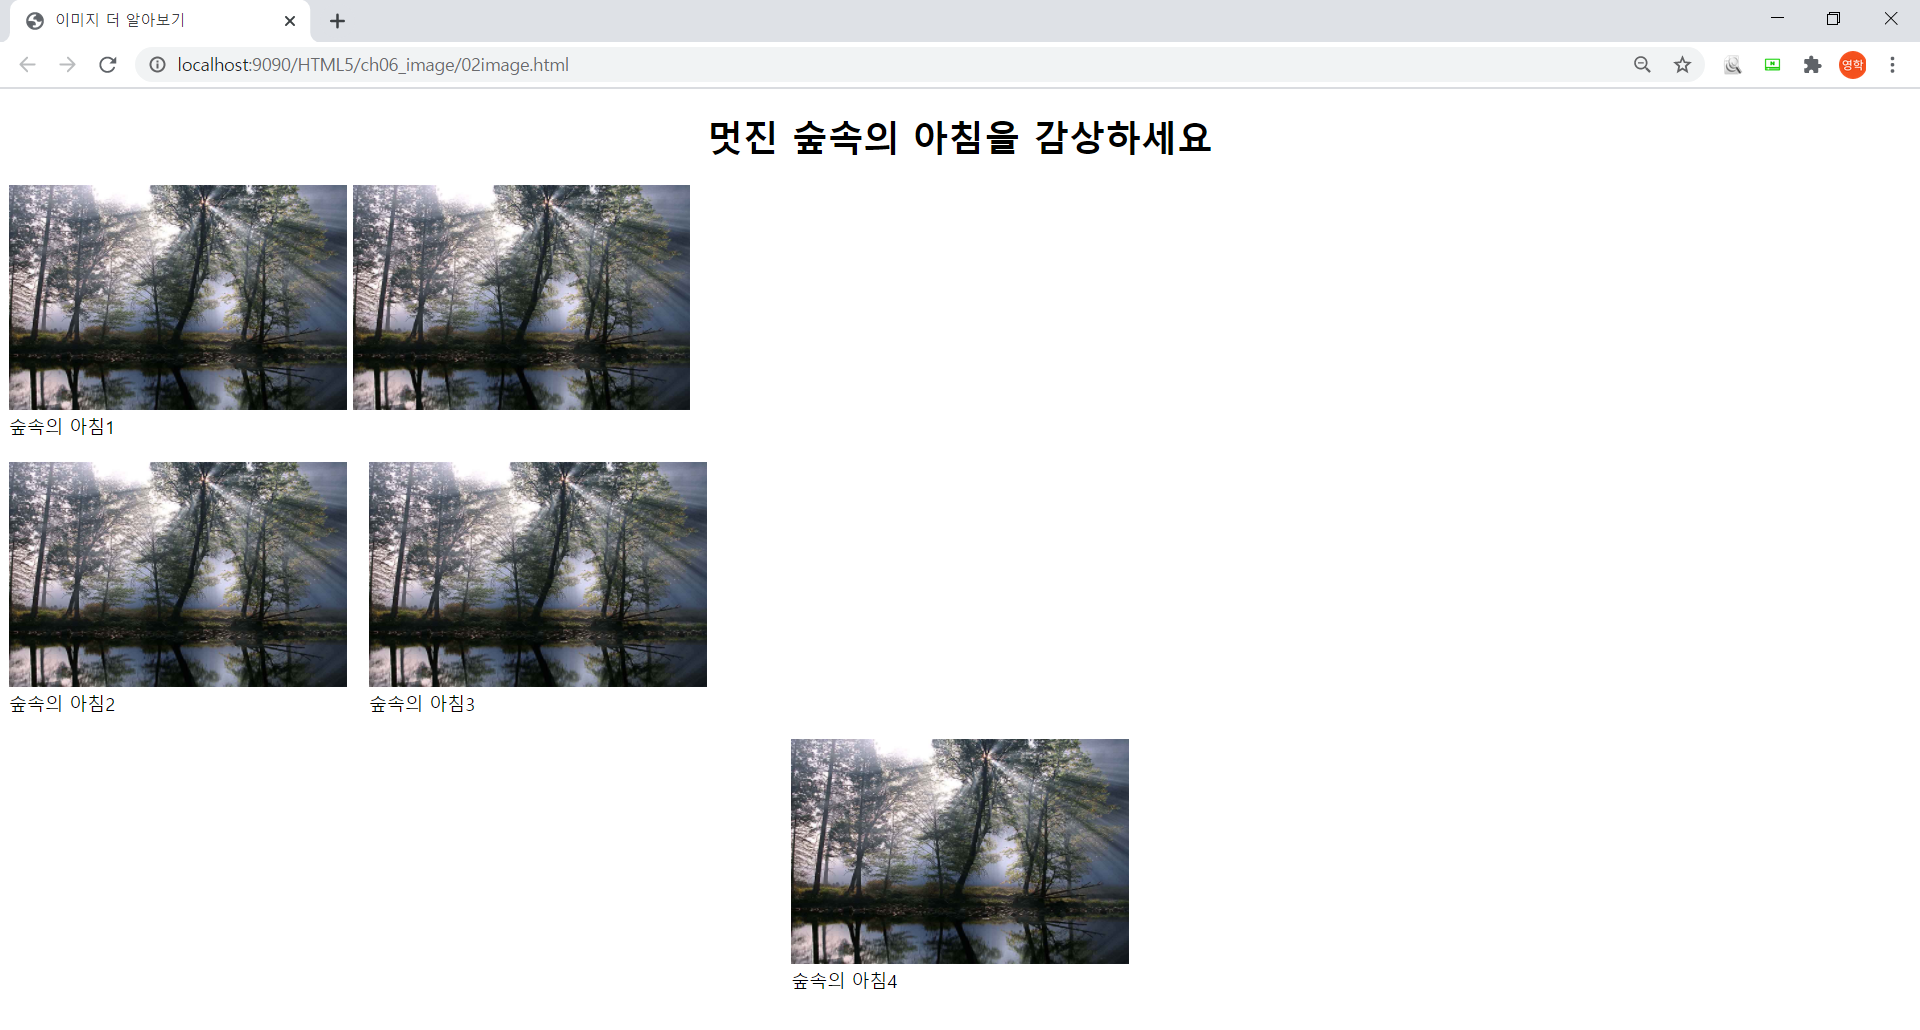 이미지 더 알아보기
localhost:9090/HTML5/ch06_image/02image.html
영학
멋진 숲속의 아침을 감상하세요
숲속의 아침1
숲속의 아침2 숲속의 아침3
숲속의 아침4